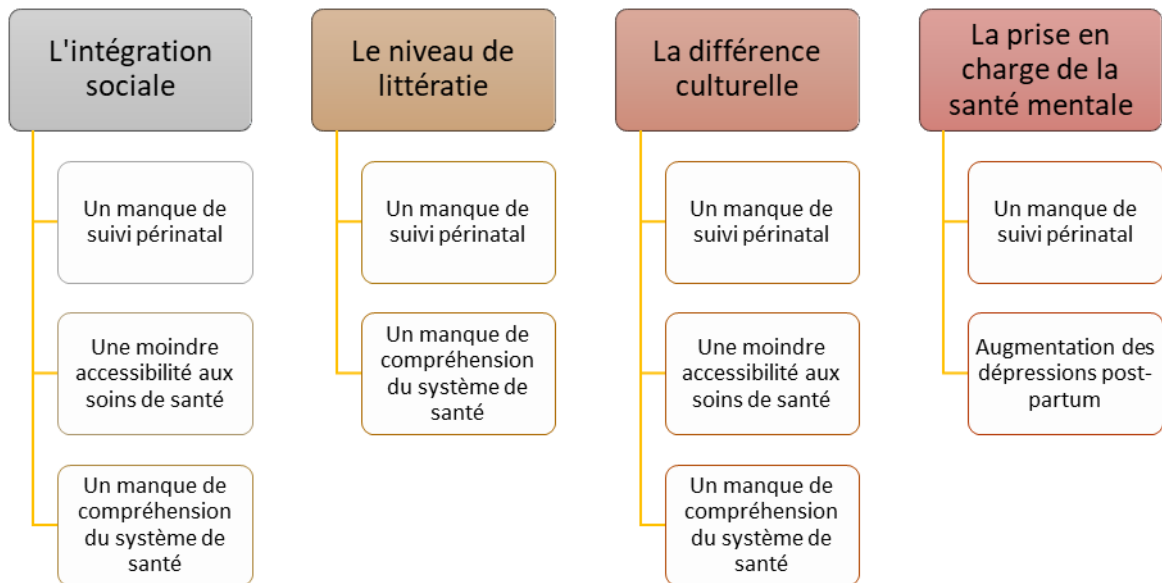 L'intégration
sociale
Un manque de
suivi périnatal
Une moindre
accessibilité aux
soins de santé
Un manque de
compréhension
du système de
santé
Le niveau de
littératie
Un manque de
suivi périnatal
Un manque de
compréhension
du système de
santé
La différence
culturelle
Un manque de
suivi périnatal
Une moindre
accessibilité aux
soins de santé
Un manque de
compréhension
du système de
santé
La prise en
charge de la
santé mentale
Un manque de
suivi périnatal
Augmentation des
dépressions post-
partum